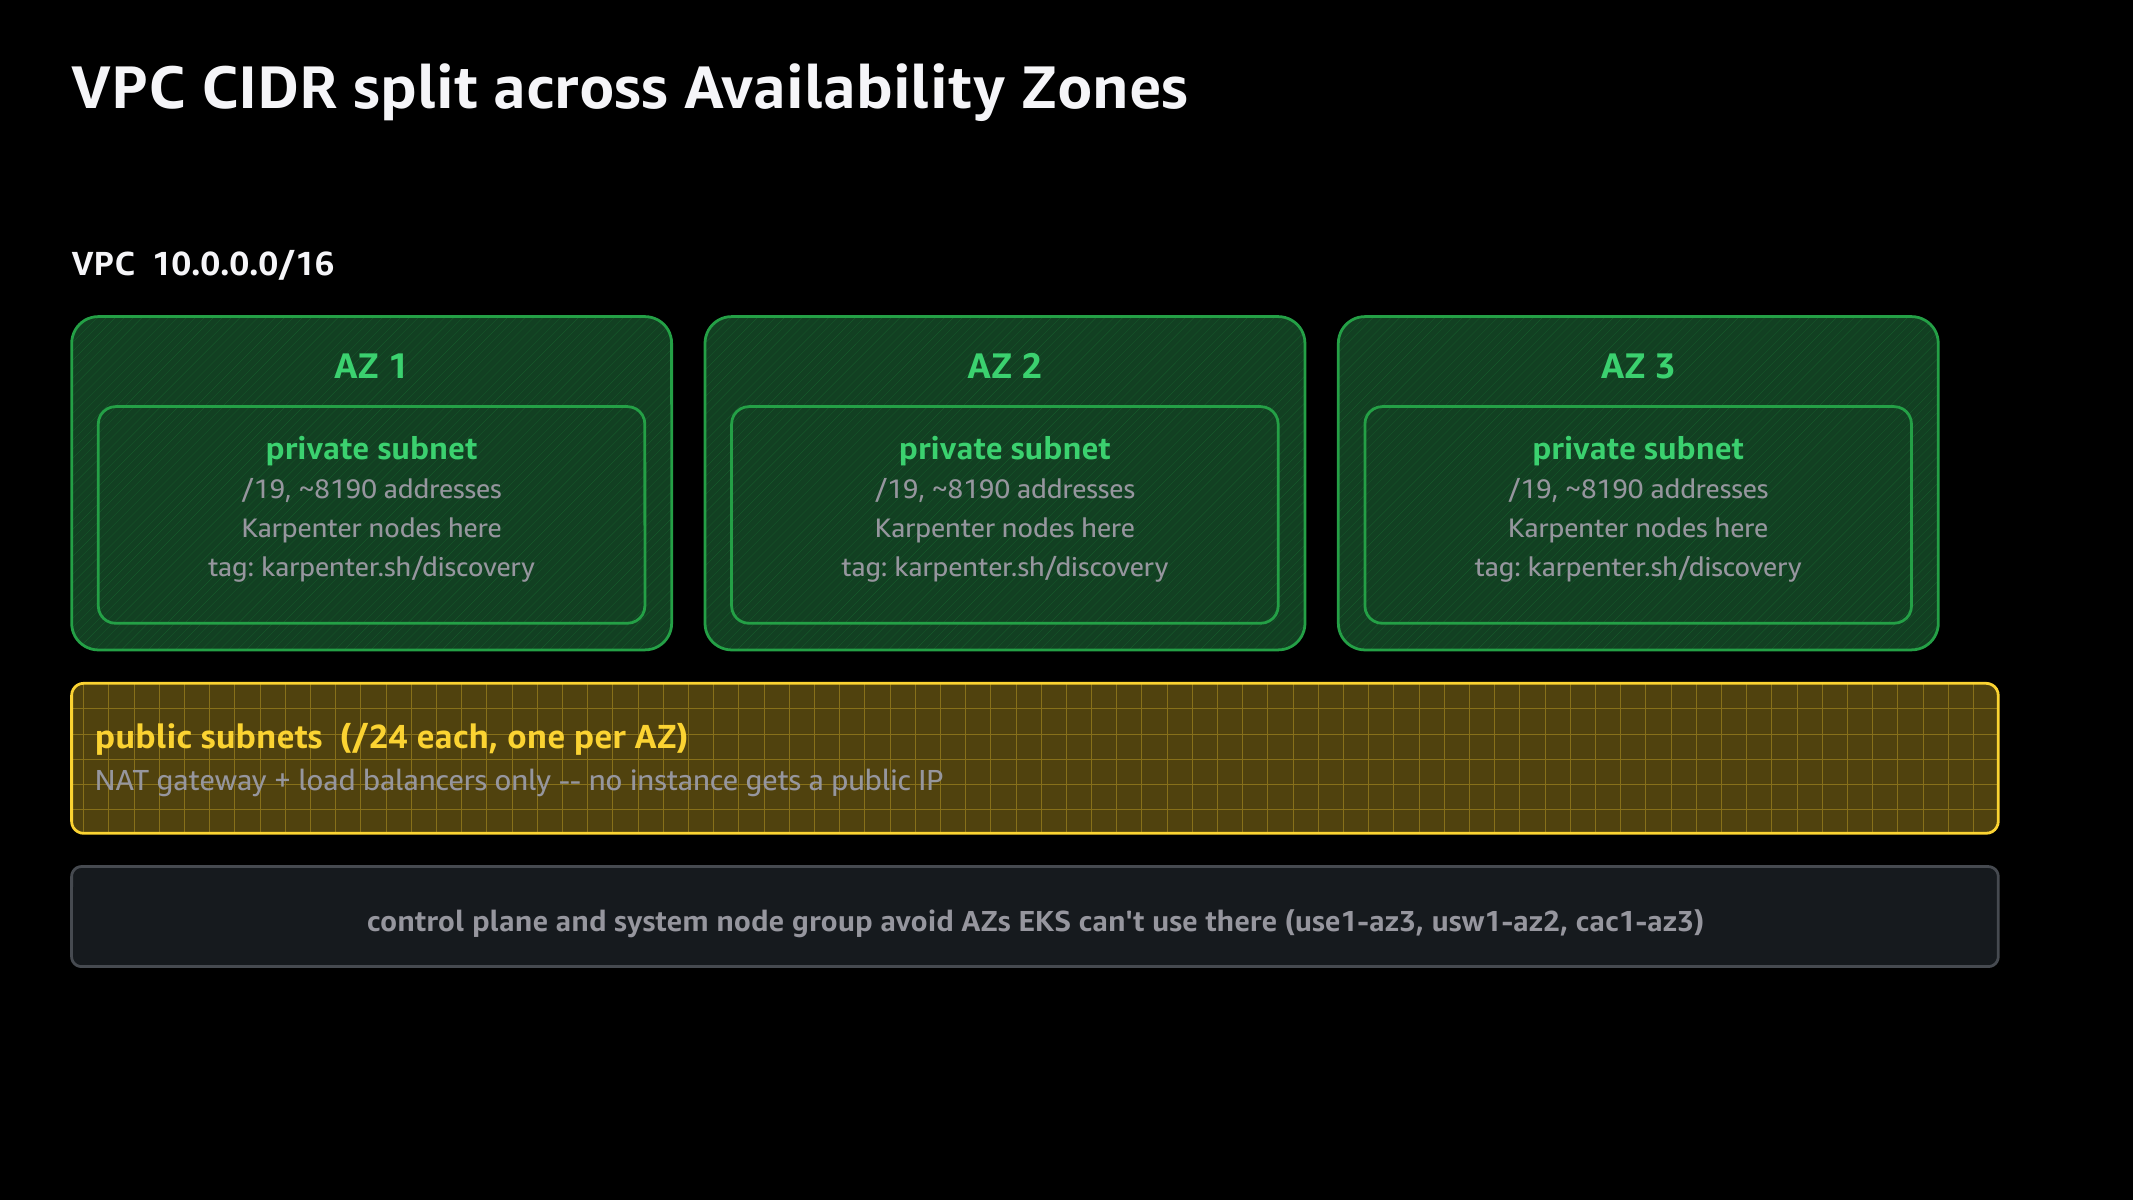 VPC CIDR split across Availability Zones
VPC 10.0.0.0/16
AZ 1
private subnet
/19, ~8190 addresses
Karpenter nodes here
tag: karpenter.sh/discovery
AZ 2
private subnet
/19, ~8190 addresses
Karpenter nodes here
tag: karpenter.sh/discovery
AZ 3
private subnet
/19, ~8190 addresses
Karpenter nodes here
tag: karpenter.sh/discovery
public subnets (/24 each, one per AZ)
NAT gateway + load balancers only -- no instance gets a public IP
control plane and system node group avoid AZs EKS can't use there (use1-az3, usw1-az2, cac1-az3)